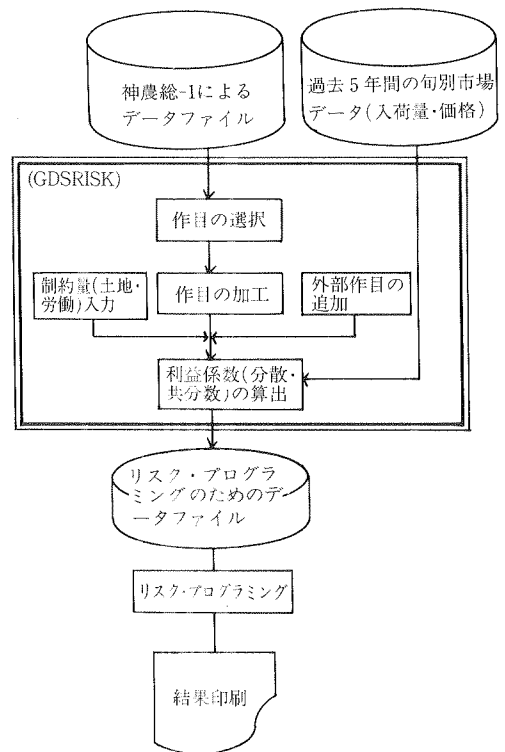 神農総-1による
データファイル
過去5年間の旬別市場
データ(入荷量・価格)
(GDSRISK)
作目の選択
制約量(土地・
労働)入力
作目の加工
外部作目の
追加
利益係数(分散・
共分数)の算出
リスク・プログラ
ミングのためのデ
ータファイル
リスク・プログラミング
結果印刷